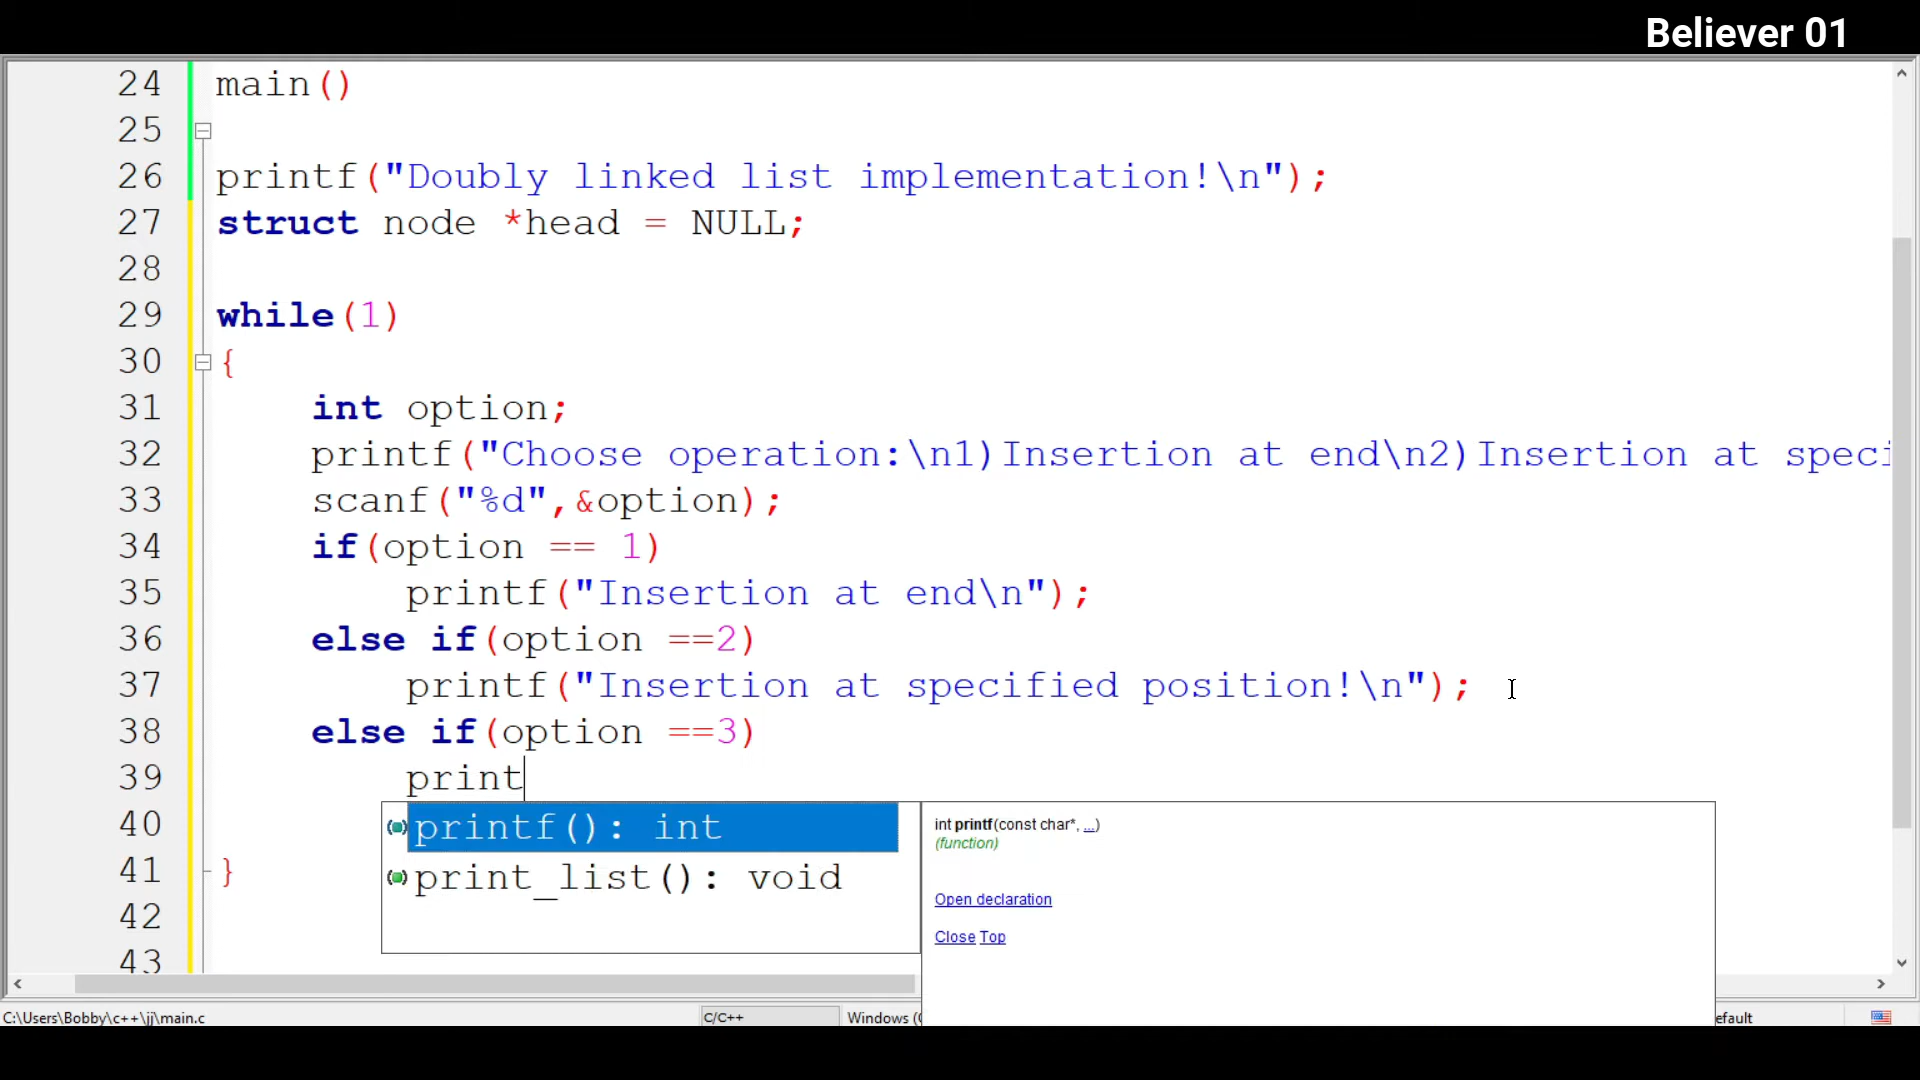 Believer 01
24 main()
25
26 printf("Doubly linked list implementation!\n");
27 struct node *head = NULL;
28
29 while(1)
30 {
31 int option;
32 printf("Choose operation:\n1)Insertion at end\n2)Insertion at speci
33 scanf("%d",&option);
34 if(option == 1)
35 printf("Insertion at end\n");
36 else if(option ==2)
37 printf("Insertion at specified position!\n");
38 else if(option ==3)
39 print
40
41 }
42
43
printf(): int
print_list(): void
int printf(const char*, ...)
(function)
Open declaration
Close Top
C:\Users\Bobby\c++\jj\main.c
C/C++
Windows (
efault